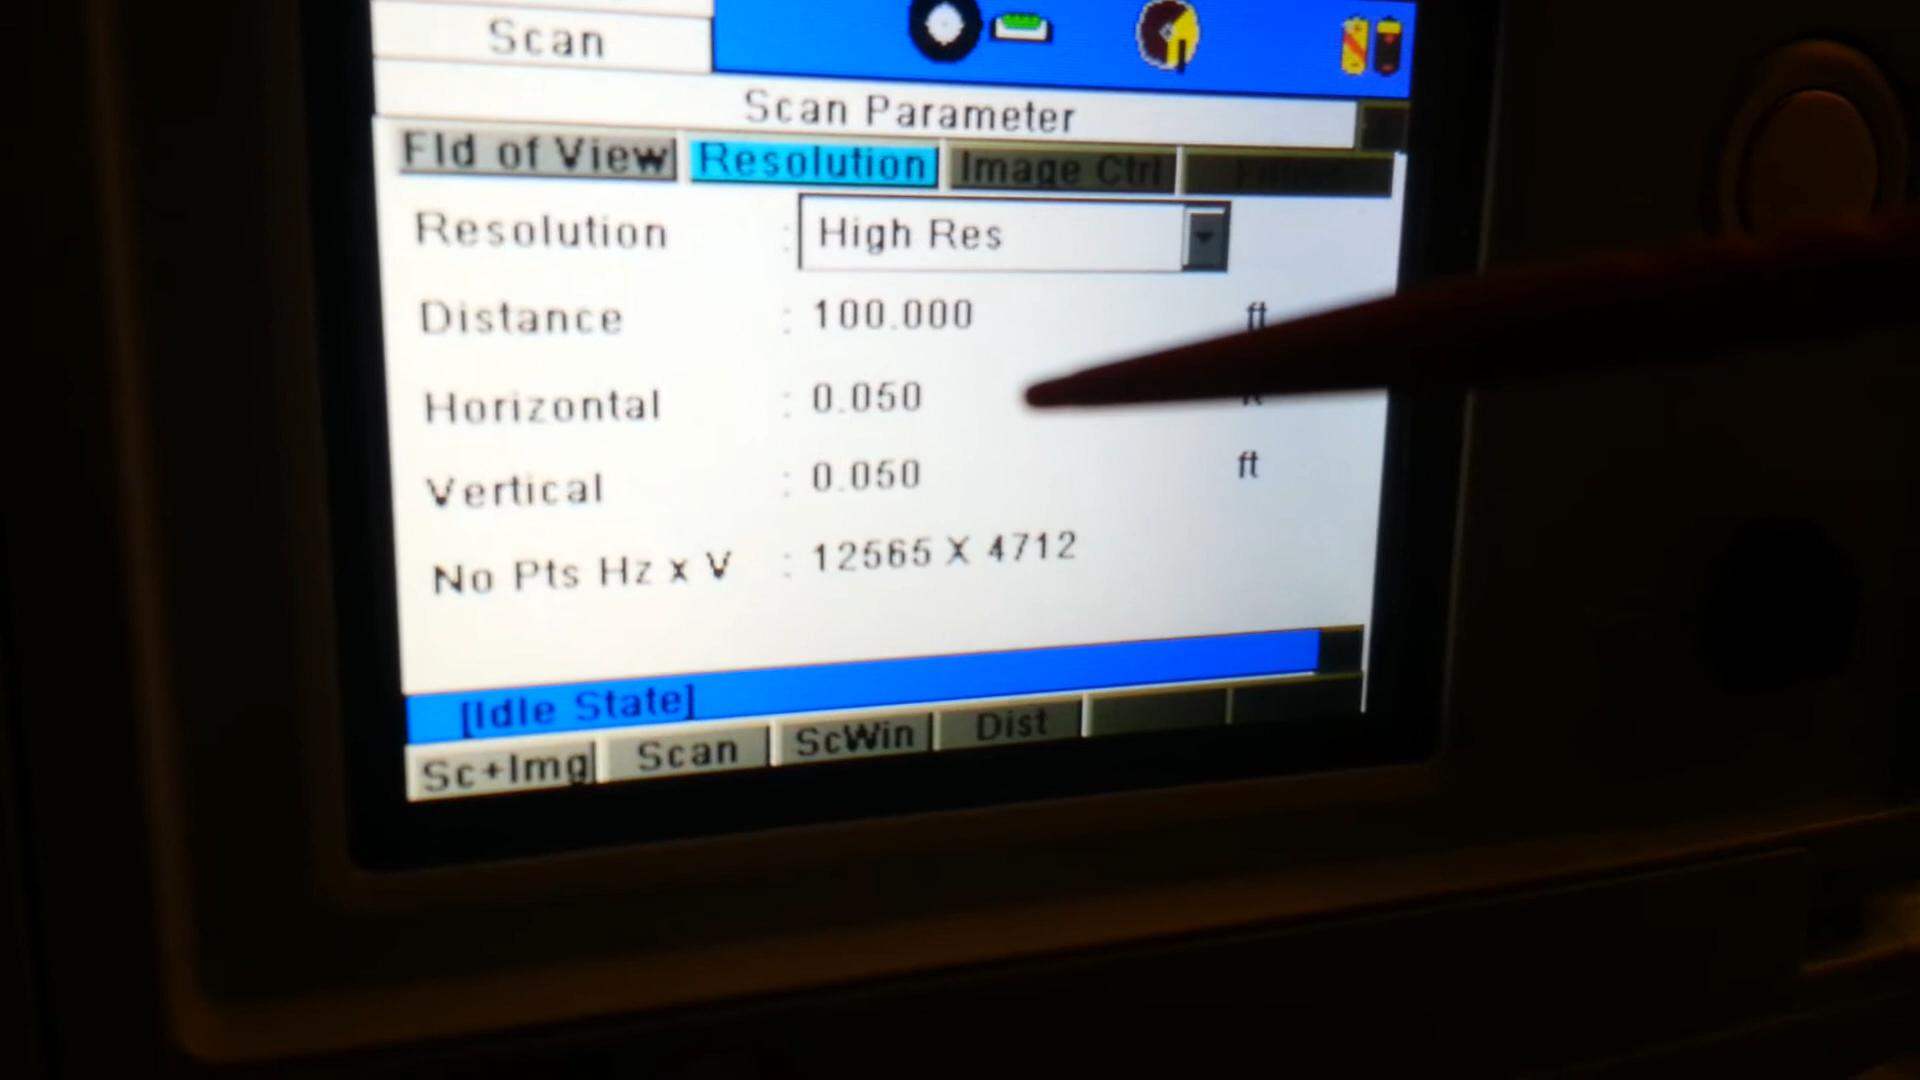 Scan
Scan Parameter
Fld of View Resolution Image Ctrl
Resolution : High Res
Distance : 100.000 ft
Horizontal : 0.050
Vertical : 0.050 ft
No Pts Hz x V : 12565 X 4712
[Idle State]
Sc+Img Scan ScWin Dist